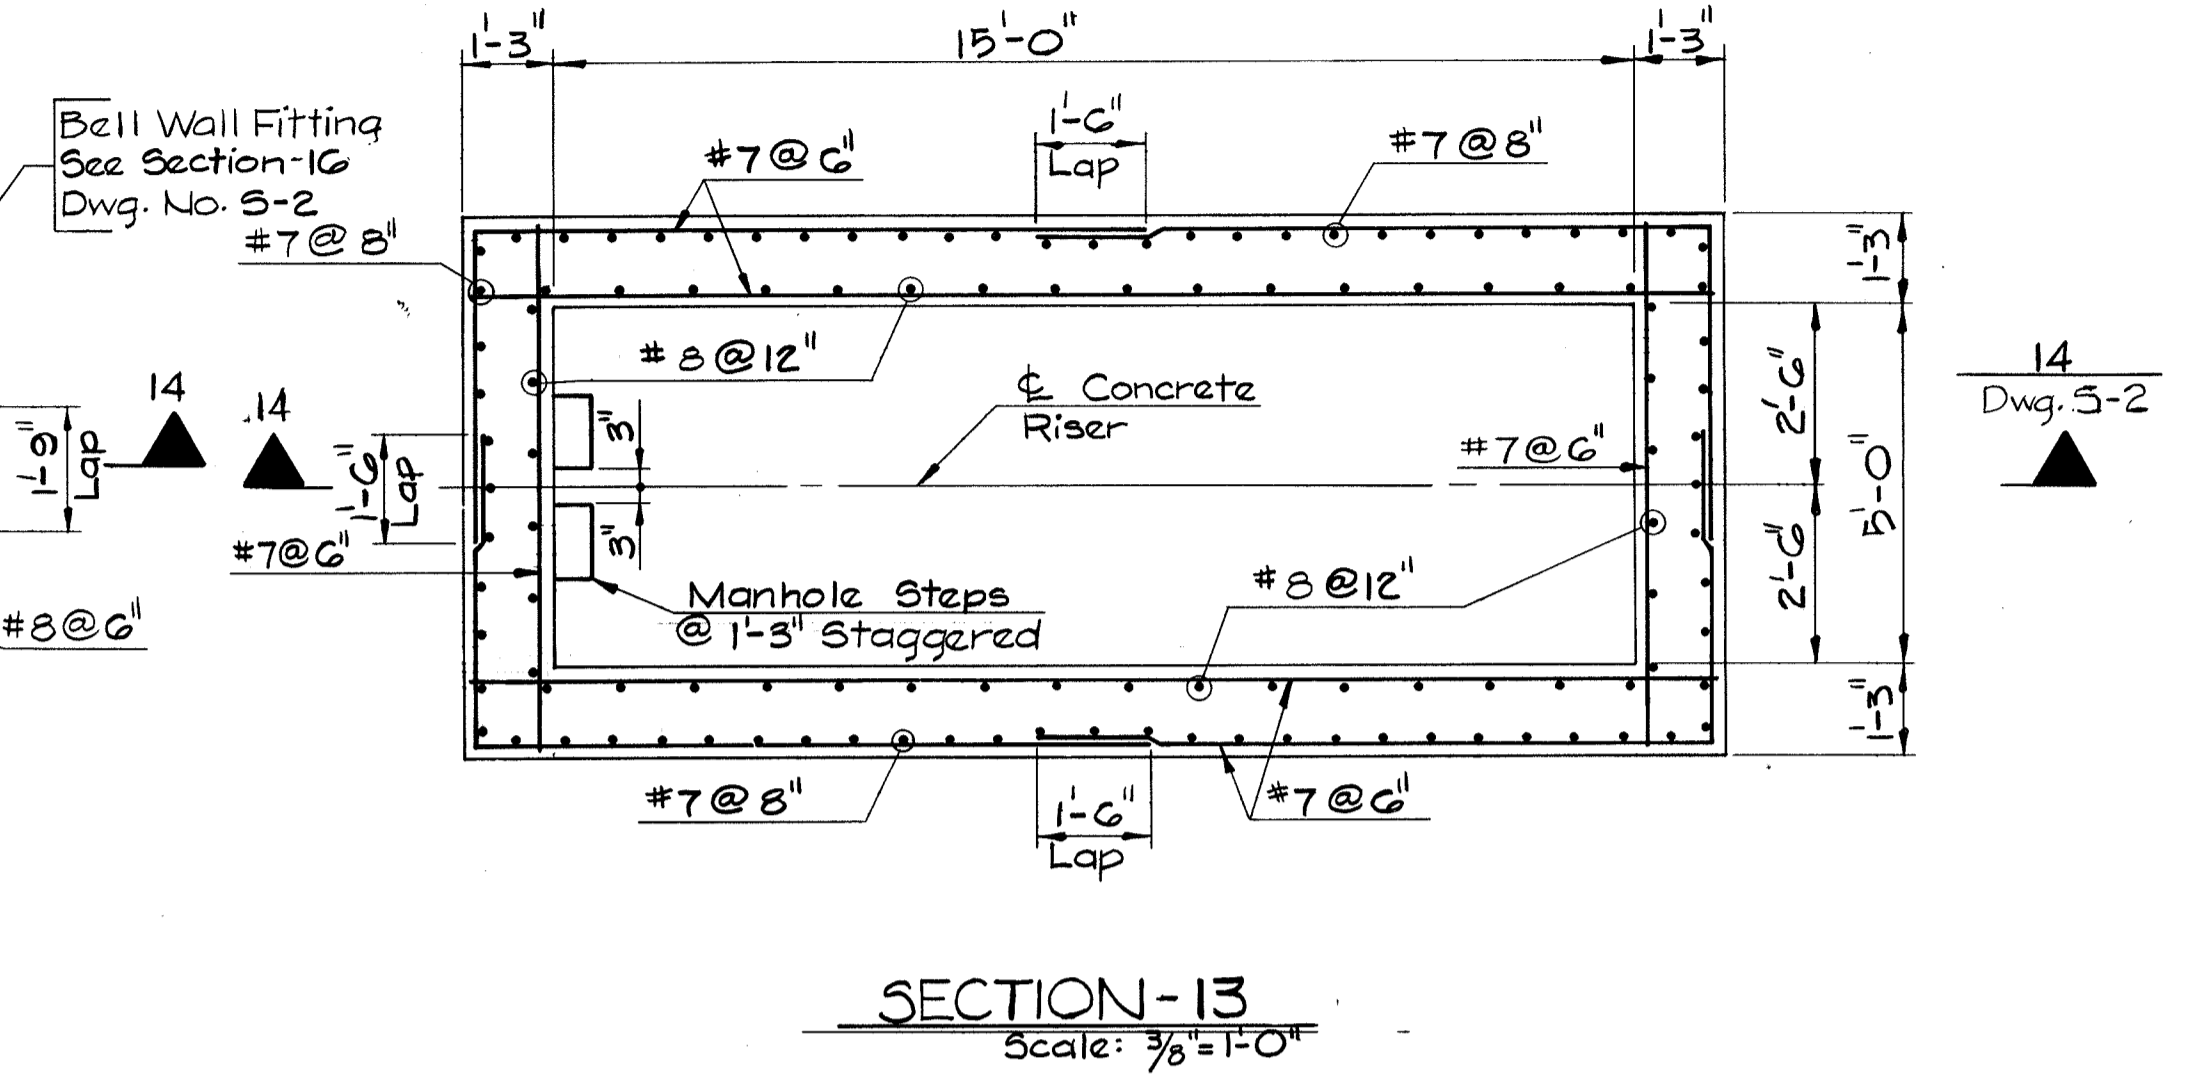 1'-3"
15'-0"
1'-3"
Bell Wall Fitting
See Section-16
Dwg. No. S-2
#7@8"
#7@6"
1'-6"
Lap
#7@8"
1'-3"
#8@12"
℄ Concrete
Riser
14
14
1'-9"
Lap
1'-6"
Lap
3"
3"
#7@6"
2'-6"
5'-0"
2'-6"
14
Dwg. S-2
#7@6"
#8@6"
Manhole Steps
@ 1'-3" Staggered
#8@12"
1'-3"
#7@8"
1'-6"
Lap
#7@6"
SECTION-13
Scale: 3/8"=1'-0"